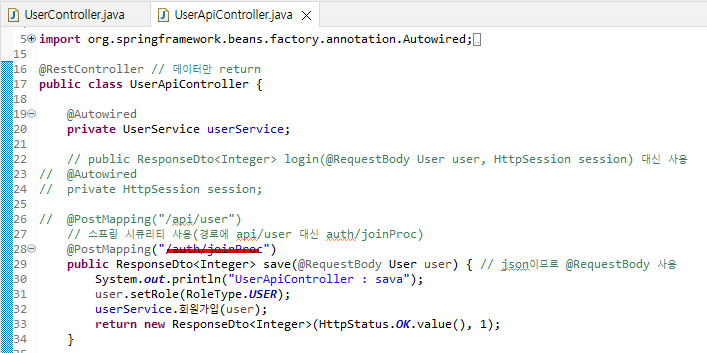 UserController.java UserApiController.java
5 import org.springframework.beans.factory.annotation.Autowired;
15
16 @RestController // 데이터만 return
17 public class UserApiController {
18
19 @Autowired
20 private UserService userService;
21
22 // public ResponseDto<Integer> login(@RequestBody User user, HttpSession session) 대신 사용
23 // @Autowired
24 // private HttpSession session;
25
26 // @PostMapping("/api/user")
27 // 스프링 시큐리티 사용(경로에 api/user 대신 auth/joinProc)
28 @PostMapping("/auth/joinProc")
29 public ResponseDto<Integer> save(@RequestBody User user) { // json이므로 @RequestBody 사용
30 System.out.println("UserApiController : sava");
31 user.setRole(RoleType.USER);
32 userService.회원가입(user);
33 return new ResponseDto<Integer>(HttpStatus.OK.value(), 1);
34 }